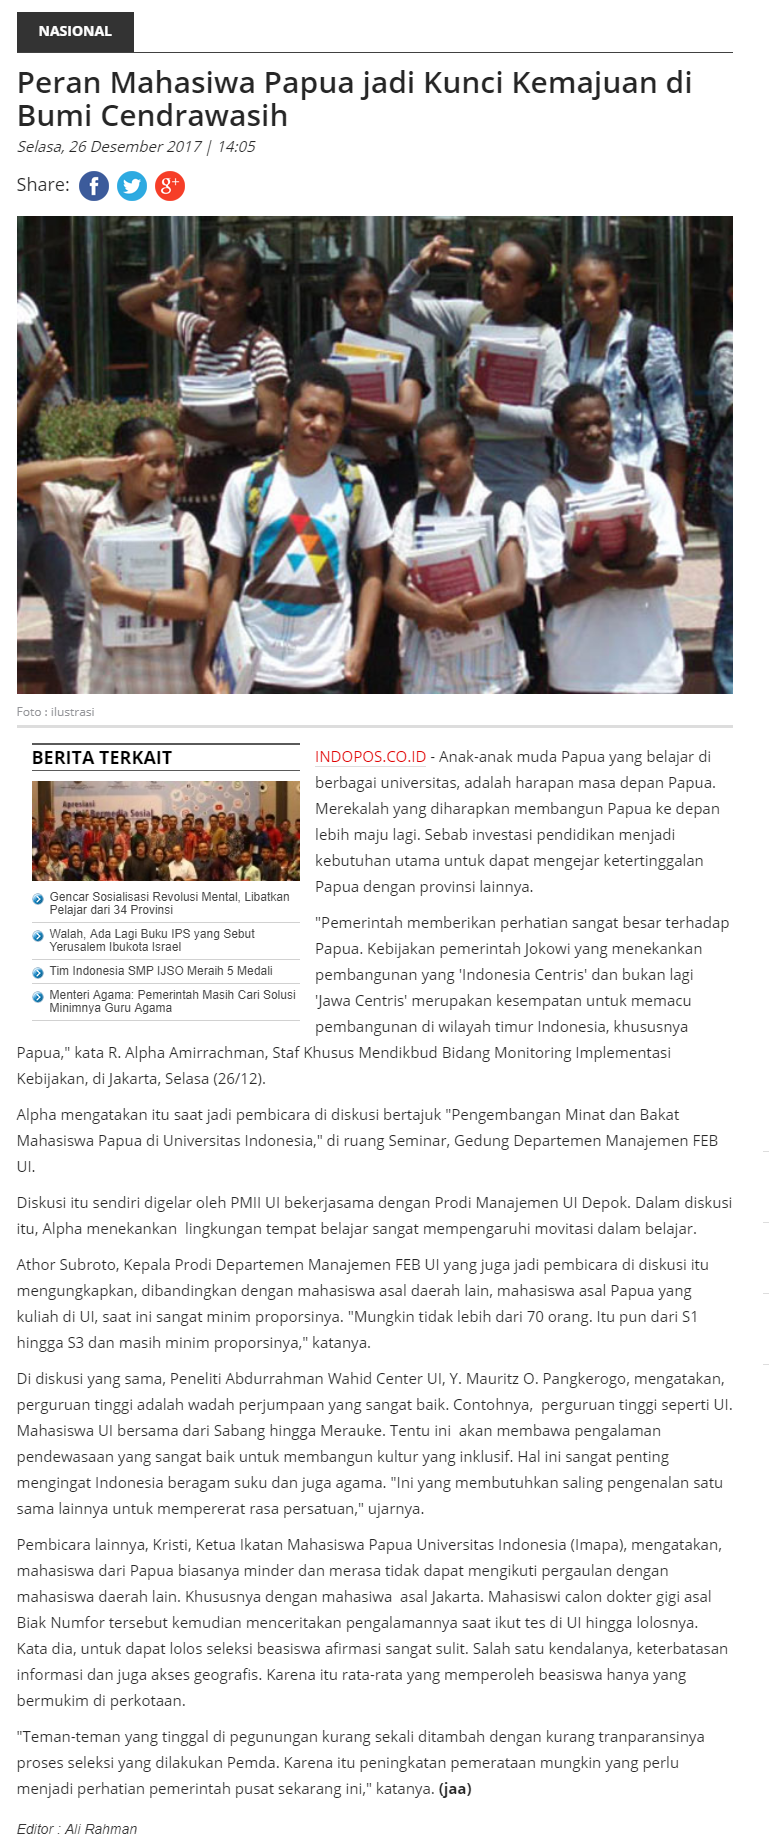 NASIONAL
Peran Mahasiwa Papua jadi Kunci Kemajuan di
Bumi Cendrawasih
Selasa, 26 Desember 2017 | 14:05
Share:
Foto : ilustrasi
BERITA TERKAIT
Apresiasi
Bermedia Sosial
Gencar Sosialisasi Revolusi Mental, Libatkan
Pelajar dari 34 Provinsi
Walah, Ada Lagi Buku IPS yang Sebut
Yerusalem Ibukota Israel
Tim Indonesia SMP IJSO Meraih 5 Medali
Menteri Agama: Pemerintah Masih Cari Solusi
Minimnya Guru Agama
INDOPOS.CO.ID - Anak-anak muda Papua yang belajar di
berbagai universitas, adalah harapan masa depan Papua.
Merekalah yang diharapkan membangun Papua ke depan
lebih maju lagi. Sebab investasi pendidikan menjadi
kebutuhan utama untuk dapat mengejar ketertinggalan
Papua dengan provinsi lainnya.
"Pemerintah memberikan perhatian sangat besar terhadap
Papua. Kebijakan pemerintah Jokowi yang menekankan
pembangunan yang 'Indonesia Centris' dan bukan lagi
'Jawa Centris' merupakan kesempatan untuk memacu
pembangunan di wilayah timur Indonesia, khususnya
Papua," kata R. Alpha Amirrachman, Staf Khusus Mendikbud Bidang Monitoring Implementasi
Kebijakan, di Jakarta, Selasa (26/12).
Alpha mengatakan itu saat jadi pembicara di diskusi bertajuk "Pengembangan Minat dan Bakat
Mahasiswa Papua di Universitas Indonesia," di ruang Seminar, Gedung Departemen Manajemen FEB
UI.
Diskusi itu sendiri digelar oleh PMII UI bekerjasama dengan Prodi Manajemen UI Depok. Dalam diskusi
itu, Alpha menekankan  lingkungan tempat belajar sangat mempengaruhi movitasi dalam belajar.
Athor Subroto, Kepala Prodi Departemen Manajemen FEB UI yang juga jadi pembicara di diskusi itu
mengungkapkan, dibandingkan dengan mahasiswa asal daerah lain, mahasiswa asal Papua yang
kuliah di UI, saat ini sangat minim proporsinya. "Mungkin tidak lebih dari 70 orang. Itu pun dari S1
hingga S3 dan masih minim proporsinya," katanya.
Di diskusi yang sama, Peneliti Abdurrahman Wahid Center UI, Y. Mauritz O. Pangkerogo, mengatakan,
perguruan tinggi adalah wadah perjumpaan yang sangat baik. Contohnya,  perguruan tinggi seperti UI.
Mahasiswa UI bersama dari Sabang hingga Merauke. Tentu ini  akan membawa pengalaman
pendewasaan yang sangat baik untuk membangun kultur yang inklusif. Hal ini sangat penting
mengingat Indonesia beragam suku dan juga agama. "Ini yang membutuhkan saling pengenalan satu
sama lainnya untuk mempererat rasa persatuan," ujarnya.
Pembicara lainnya, Kristi, Ketua Ikatan Mahasiswa Papua Universitas Indonesia (Imapa), mengatakan,
mahasiswa dari Papua biasanya minder dan merasa tidak dapat mengikuti pergaulan dengan
mahasiswa daerah lain. Khususnya dengan mahasiwa  asal Jakarta. Mahasiswi calon dokter gigi asal
Biak Numfor tersebut kemudian menceritakan pengalamannya saat ikut tes di UI hingga lolosnya.
Kata dia, untuk dapat lolos seleksi beasiswa afirmasi sangat sulit. Salah satu kendalanya, keterbatasan
informasi dan juga akses geografis. Karena itu rata-rata yang memperoleh beasiswa hanya yang
bermukim di perkotaan.
"Teman-teman yang tinggal di pegunungan kurang sekali ditambah dengan kurang tranparansinya
proses seleksi yang dilakukan Pemda. Karena itu peningkatan pemerataan mungkin yang perlu
menjadi perhatian pemerintah pusat sekarang ini," katanya. (jaa)
Editor : Ali Rahman